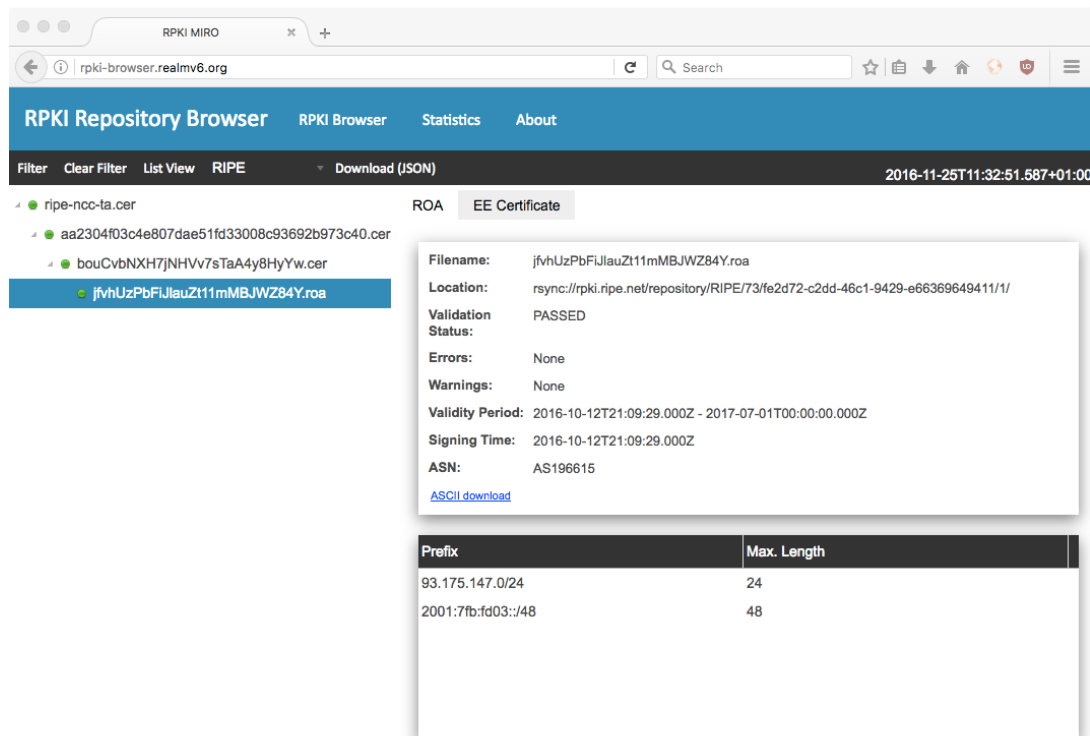 RPKI MIRO
rpki-browser.realmv6.org
Search
RPKI Repository Browser RPKI Browser Statistics About
Filter Clear Filter List View RIPE Download (JSON)
2016-11-25T11:32:51.587+01:00
ripe-ncc-ta.cer
aa2304f03c4e807dae51fd33008c93692b973c40.cer
bouCvbNXH7jNHVv7sTaA4y8HyYw.cer
jfvhUzPbFiJlauZt11mMBJWZ84Y.roa
ROA EE Certificate
Filename: jfvhUzPbFiJlauZt11mMBJWZ84Y.roa
Location: rsync://rpki.ripe.net/repository/RIPE/73/fe2d72-c2dd-46c1-9429-e66369649411/1/
Validation PASSED
Status:
Errors: None
Warnings: None
Validity Period: 2016-10-12T21:09:29.000Z - 2017-07-01T00:00:00.000Z
Signing Time: 2016-10-12T21:09:29.000Z
ASN: AS196615
ASCII download
Prefix Max. Length
93.175.147.0/24 24
2001:7fb:fd03::/48 48